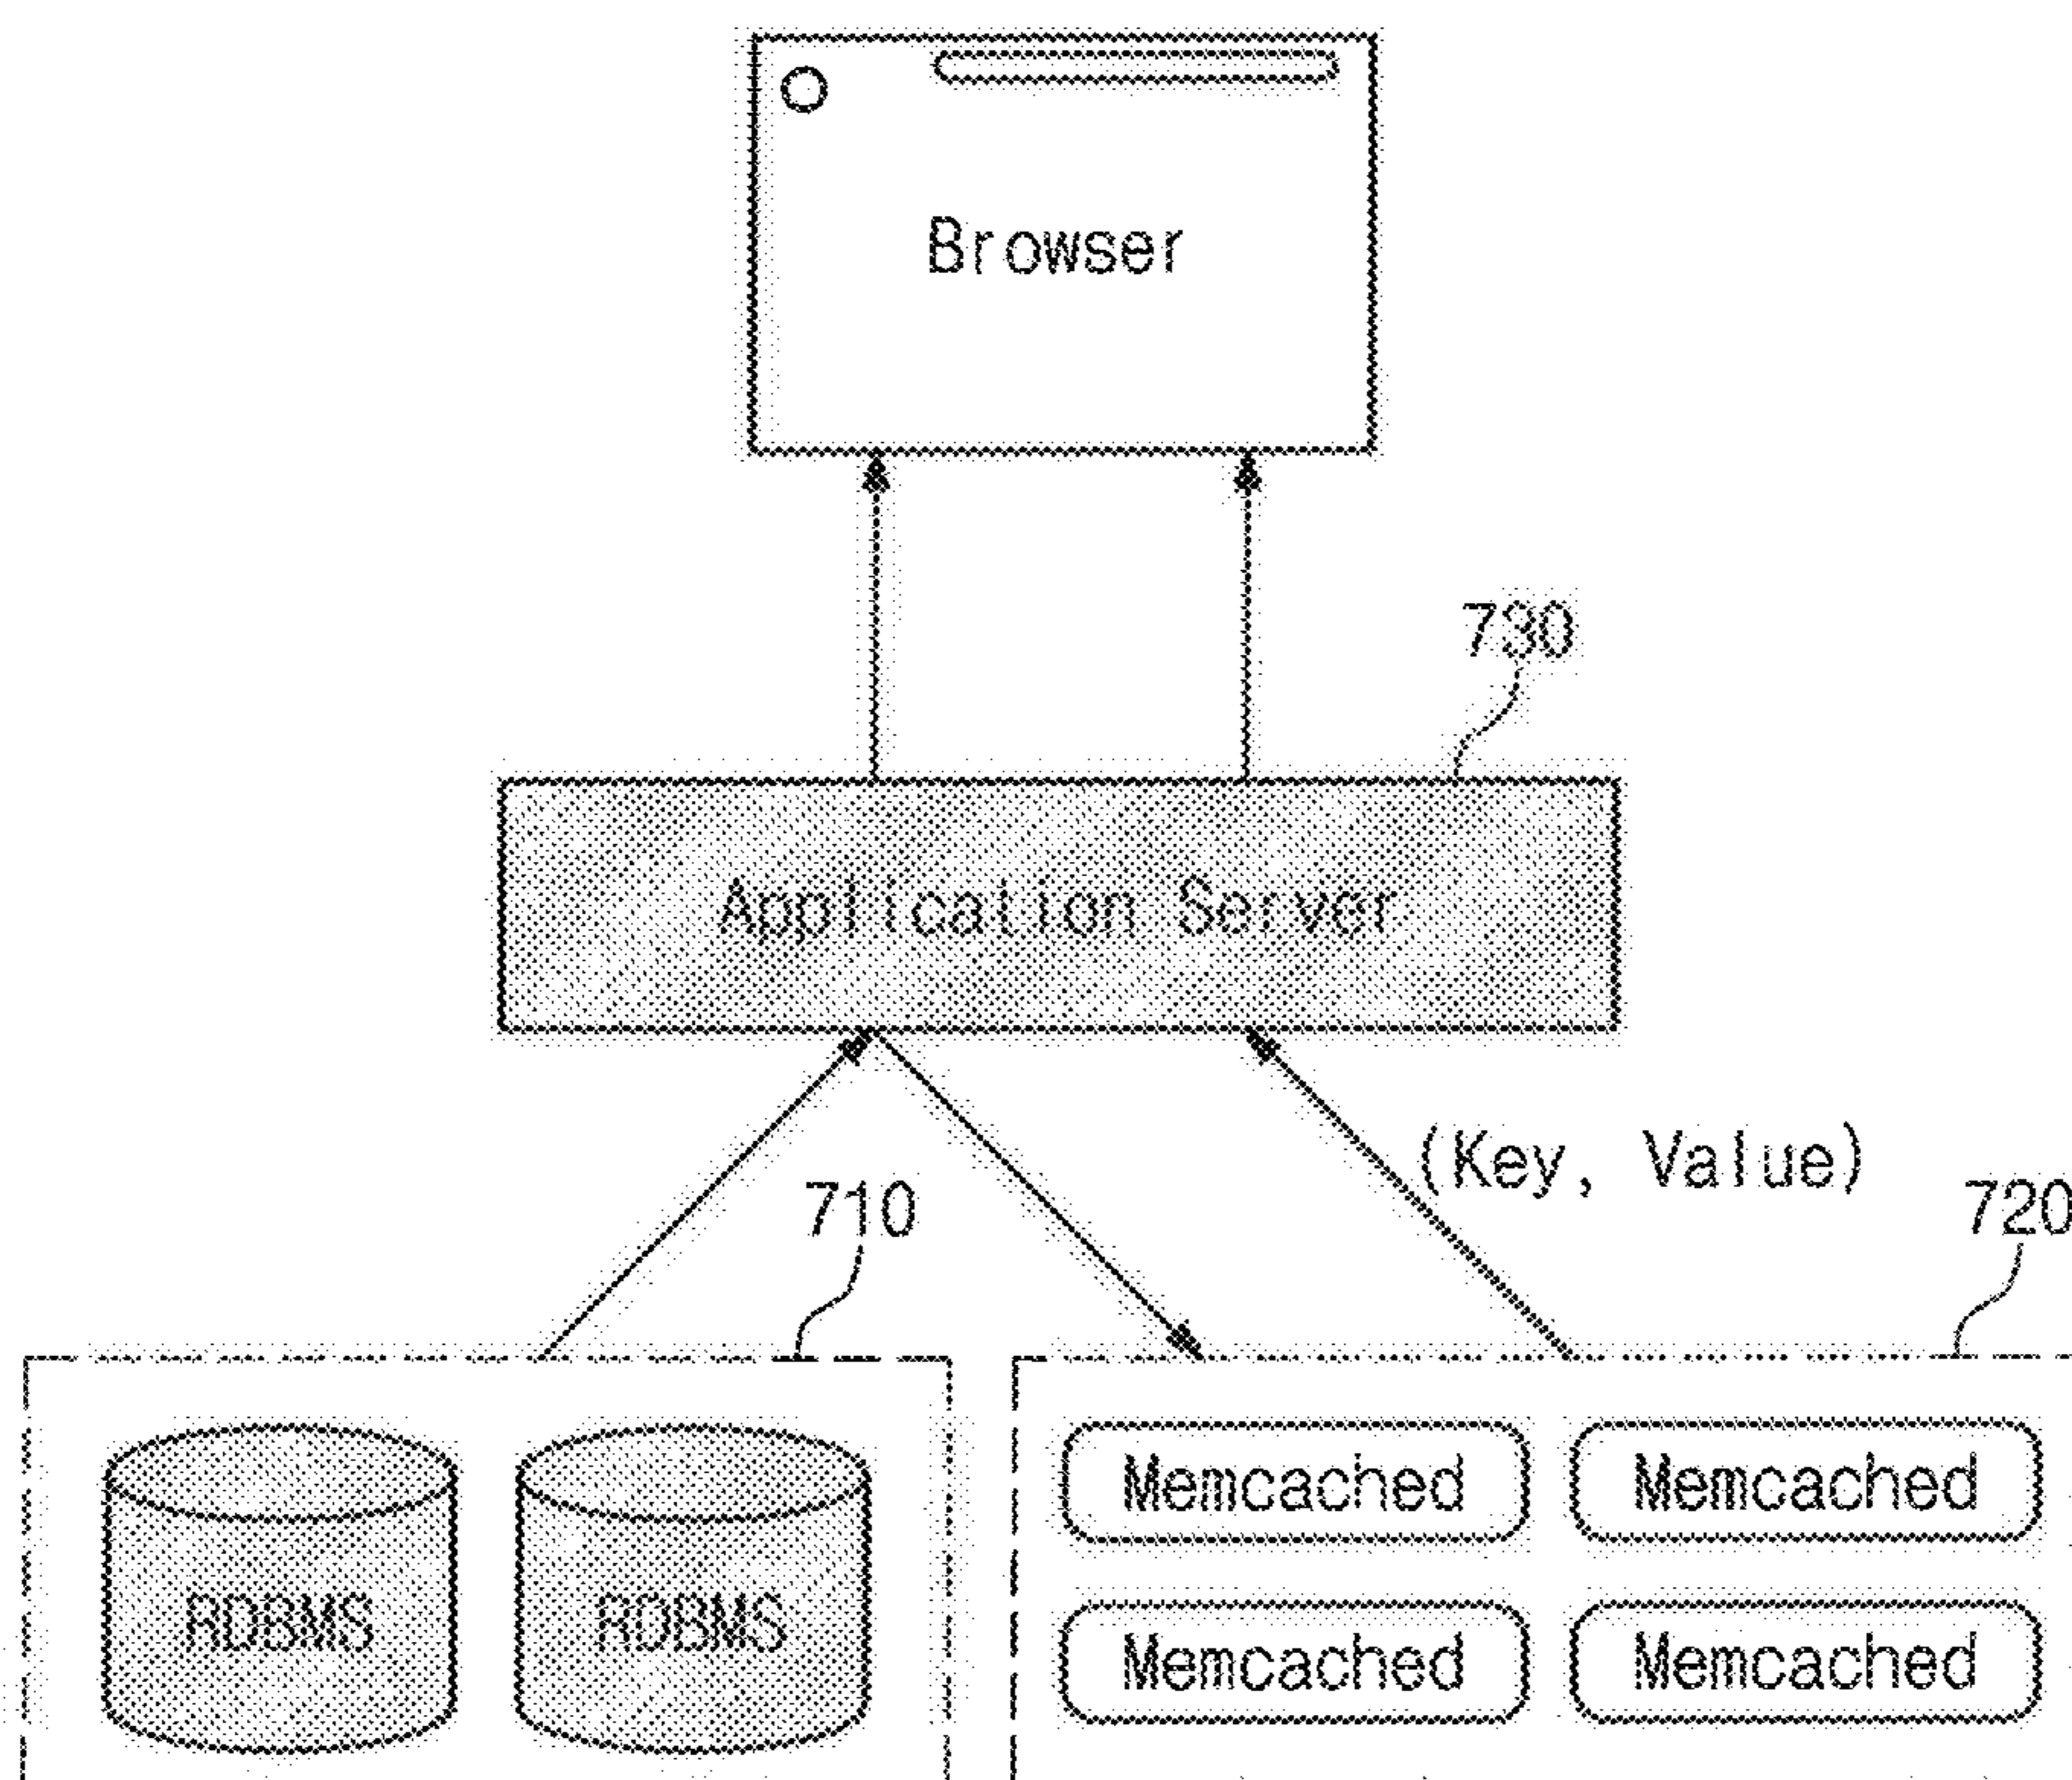 Browser
730
Application Server
(Key, Value)
710
720
RDBMS
RDBMS
Memcached
Memcached
Memcached
Memcached